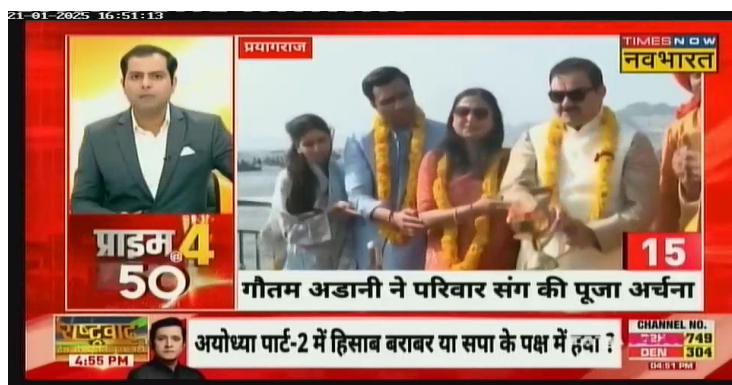 21-01-2025 16:51:13
प्रयागराज
TIMES NOW
नवभारत
प्राइम@4
50
15
गौतम अडानी ने परिवार संग की पूजा अर्चना
राष्ट्रवाद
4:55 PM
अयोध्या पार्ट-2 में हिसाब बराबर या सपा के पक्ष में हवा ?
CHANNEL NO.
749
DEN 304
04:51 PM